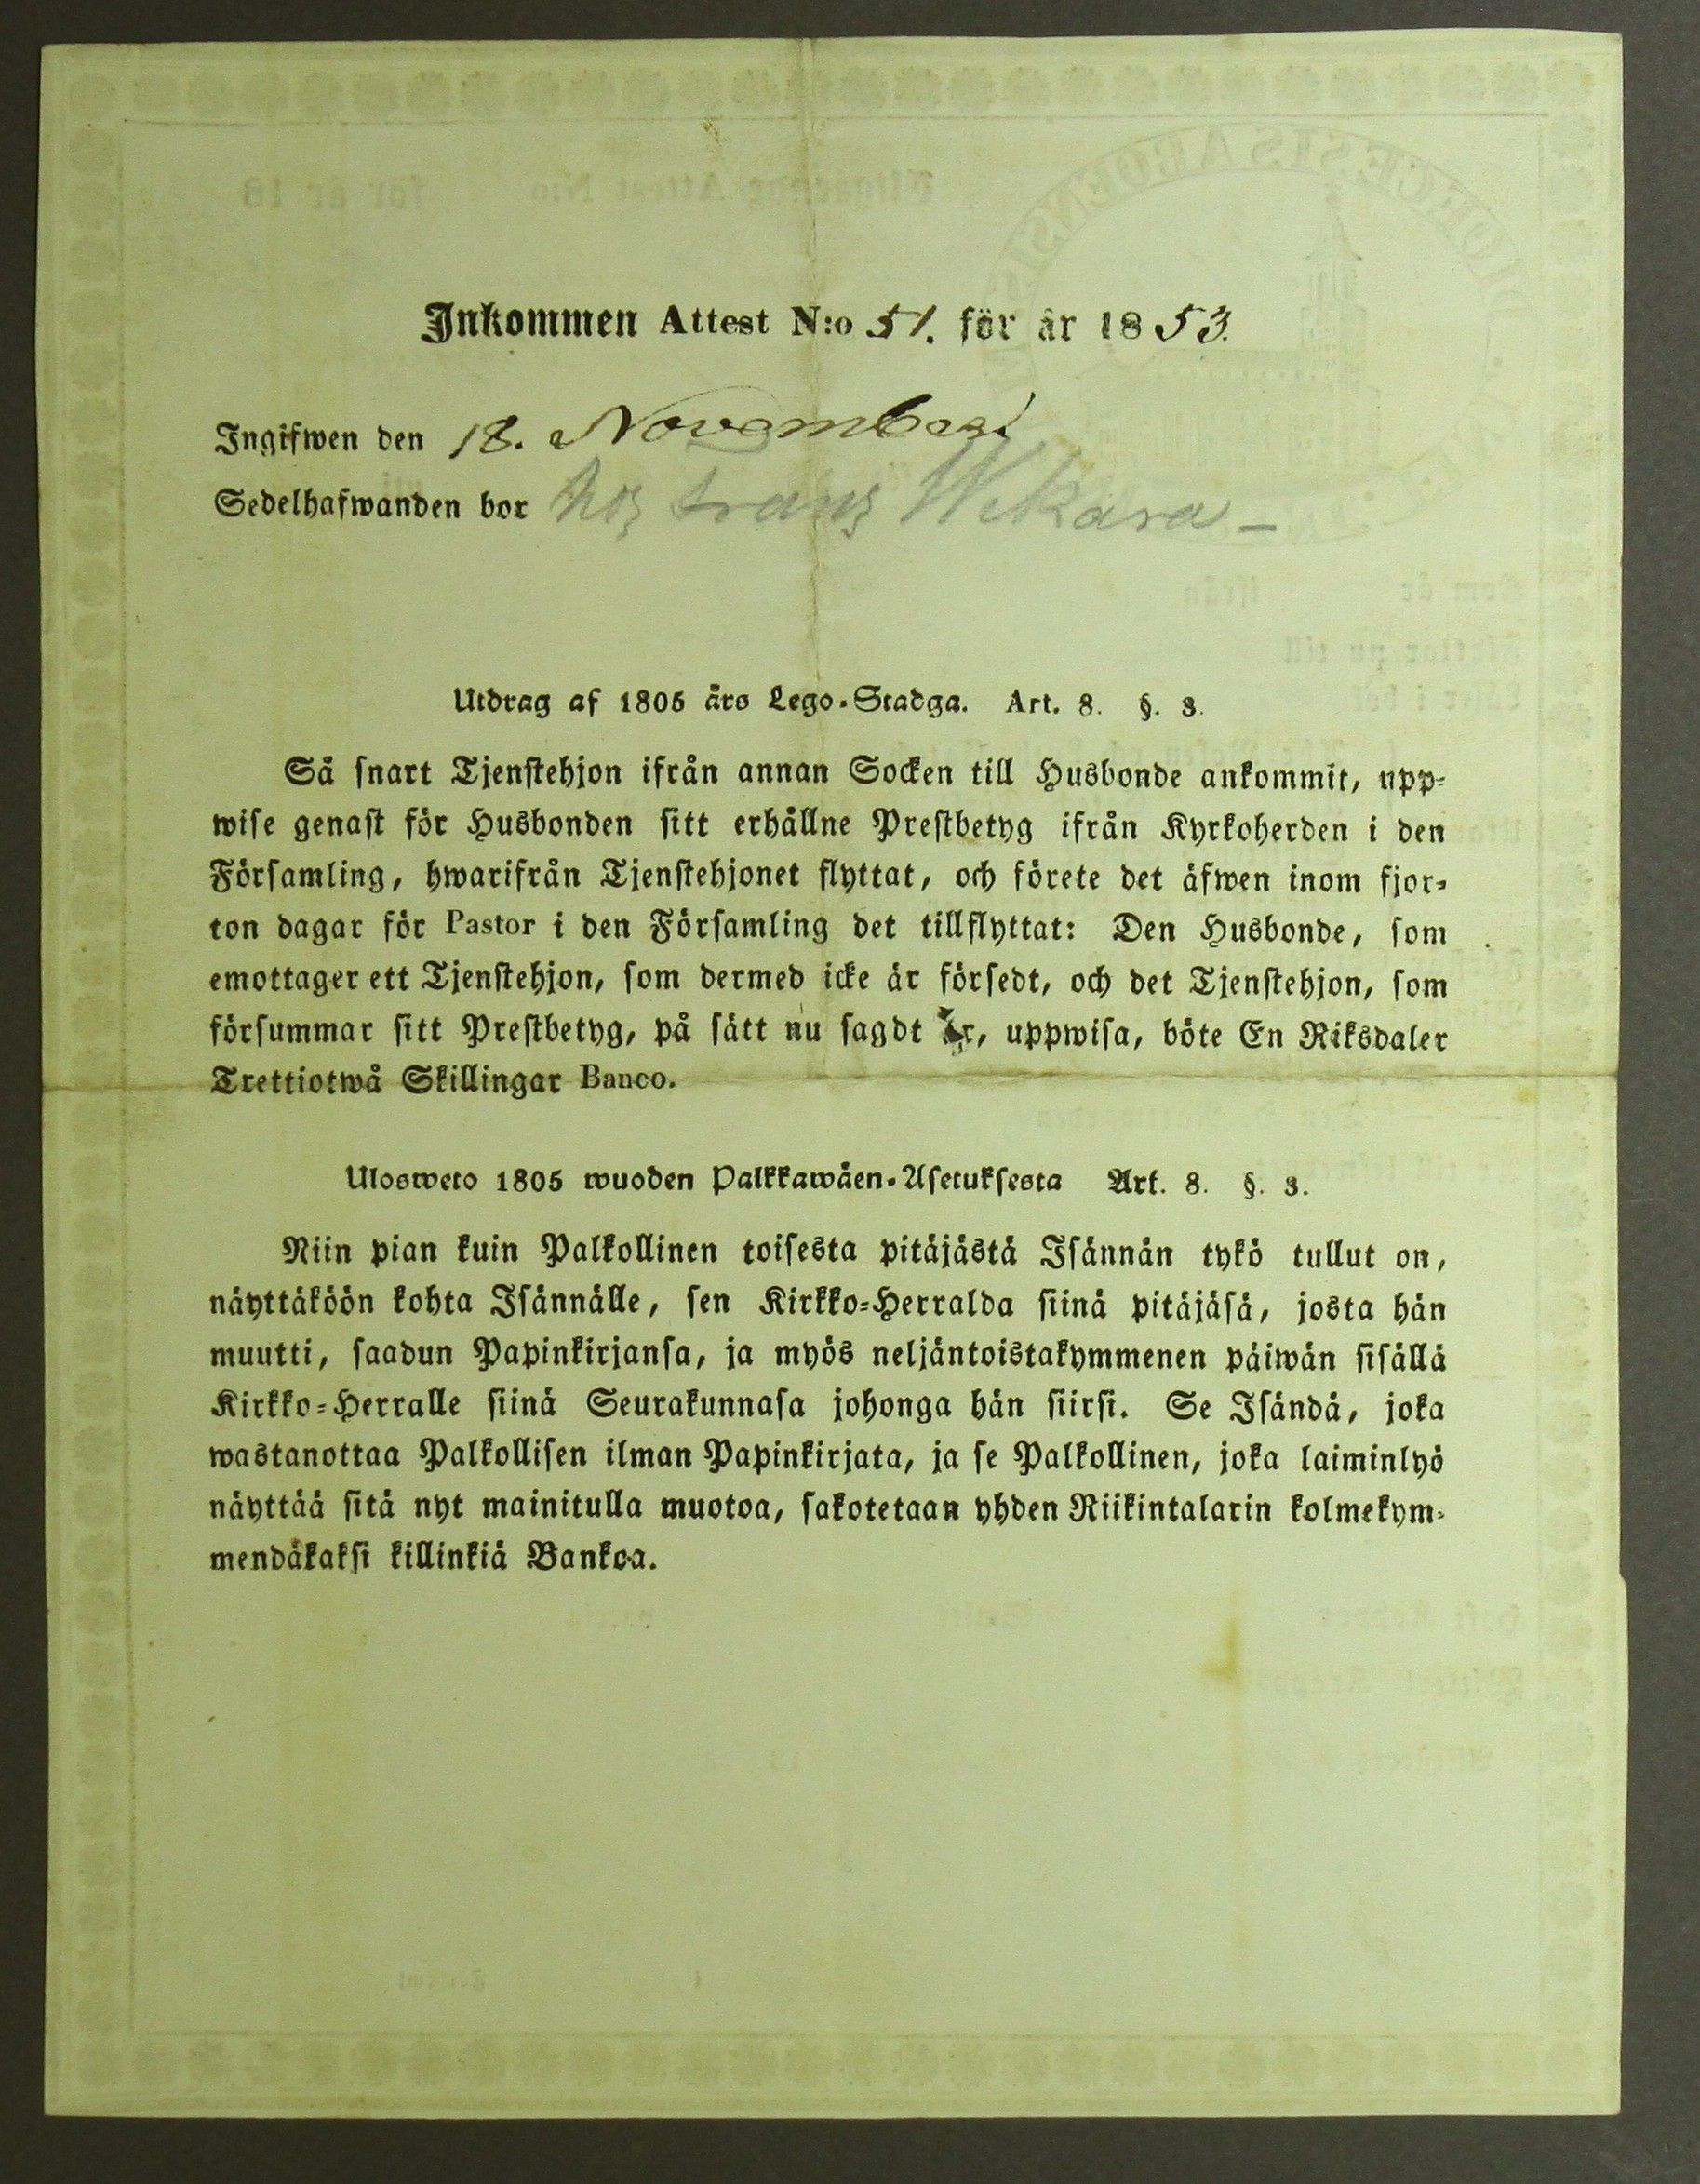 Inkommen Attest N:o 51. för år 1853.
Ingifwen den 18. Novemberi
Sedelhafwanden bor hos Frans Wikara –
Utdrag af 1805 års Lego-Stadga. Art. 8. §. 3.
Så snart Tjenstehjon ifrån annan Socken till Husbonde ankommit, upp-
wise genast för Husbonden sitt erhållne Prestbetyg ifrån Kyrkoherden i den
Församling, hwarifrån Tjenstehjonet flyttat, och förete det äfwen inom fjor-
ton dagar för Pastor i den Församling det tillflyttat: Den Husbonde, som
emottager ett Tjenstehjon, som dermed icke är försedt, och det Tjenstehjon, som
försummar sitt Prestbetyg, på sätt nu sagdt är, uppwisa, böte En Riksdaler
Trettiotwå Skillingar Banco.
Ulosweto 1805 wuoden Palkkawäen-Asetuksesta Art. 8. §. 3.
Niin pian kuin Palkollinen toisesta pitäjästä Isännän tykö tullut on,
näyttäköön kohta Isännälle, sen Kirkko-Herralda siinä pitäjäsä, josta hän
muutti, saadun Papinkirjansa, ja myös neljäntoistakymmenen päiwän sisällä
Kirkko-Herralle siinä Seurakunnasa johonga hän siirsi. Se Isändä, joka
wastanottaa Palkollisen ilman Papinkirjata, ja se Palkollinen, joka laiminlyö
näyttää sitä nyt mainitulla muotoa, sakotetaan yhden Riikintalarin kolmekym-
mendäkaksi killinkiä Bankoa.